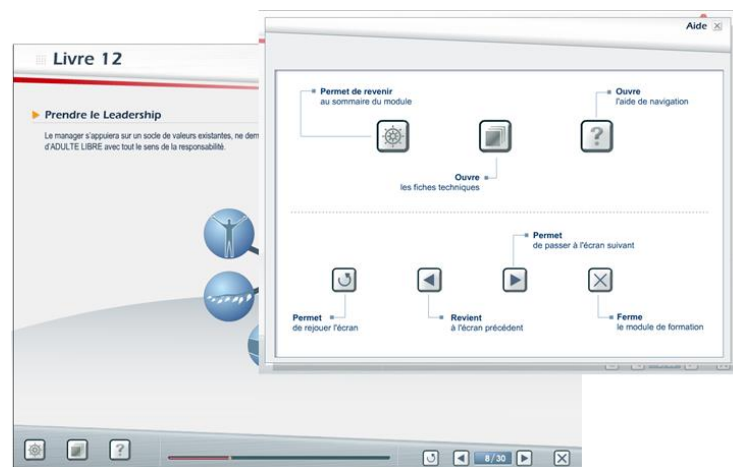 Livre 12
Prendre le Leadership
Le manager s'appuiera sur un socle de valeurs existantes, ne
d'ADULTE LIBRE avec tout le sens de la responsabilité.
8/30
Aide
Permet de revenir
au sommaire du module
Ouvre
l'aide de navigation
?
Ouvre
les fiches techniques
Permet
de passer à l'écran suivant
Permet
de rejouer l'écran
Revient
à l'écran précédent
Ferme
le module de formation
?